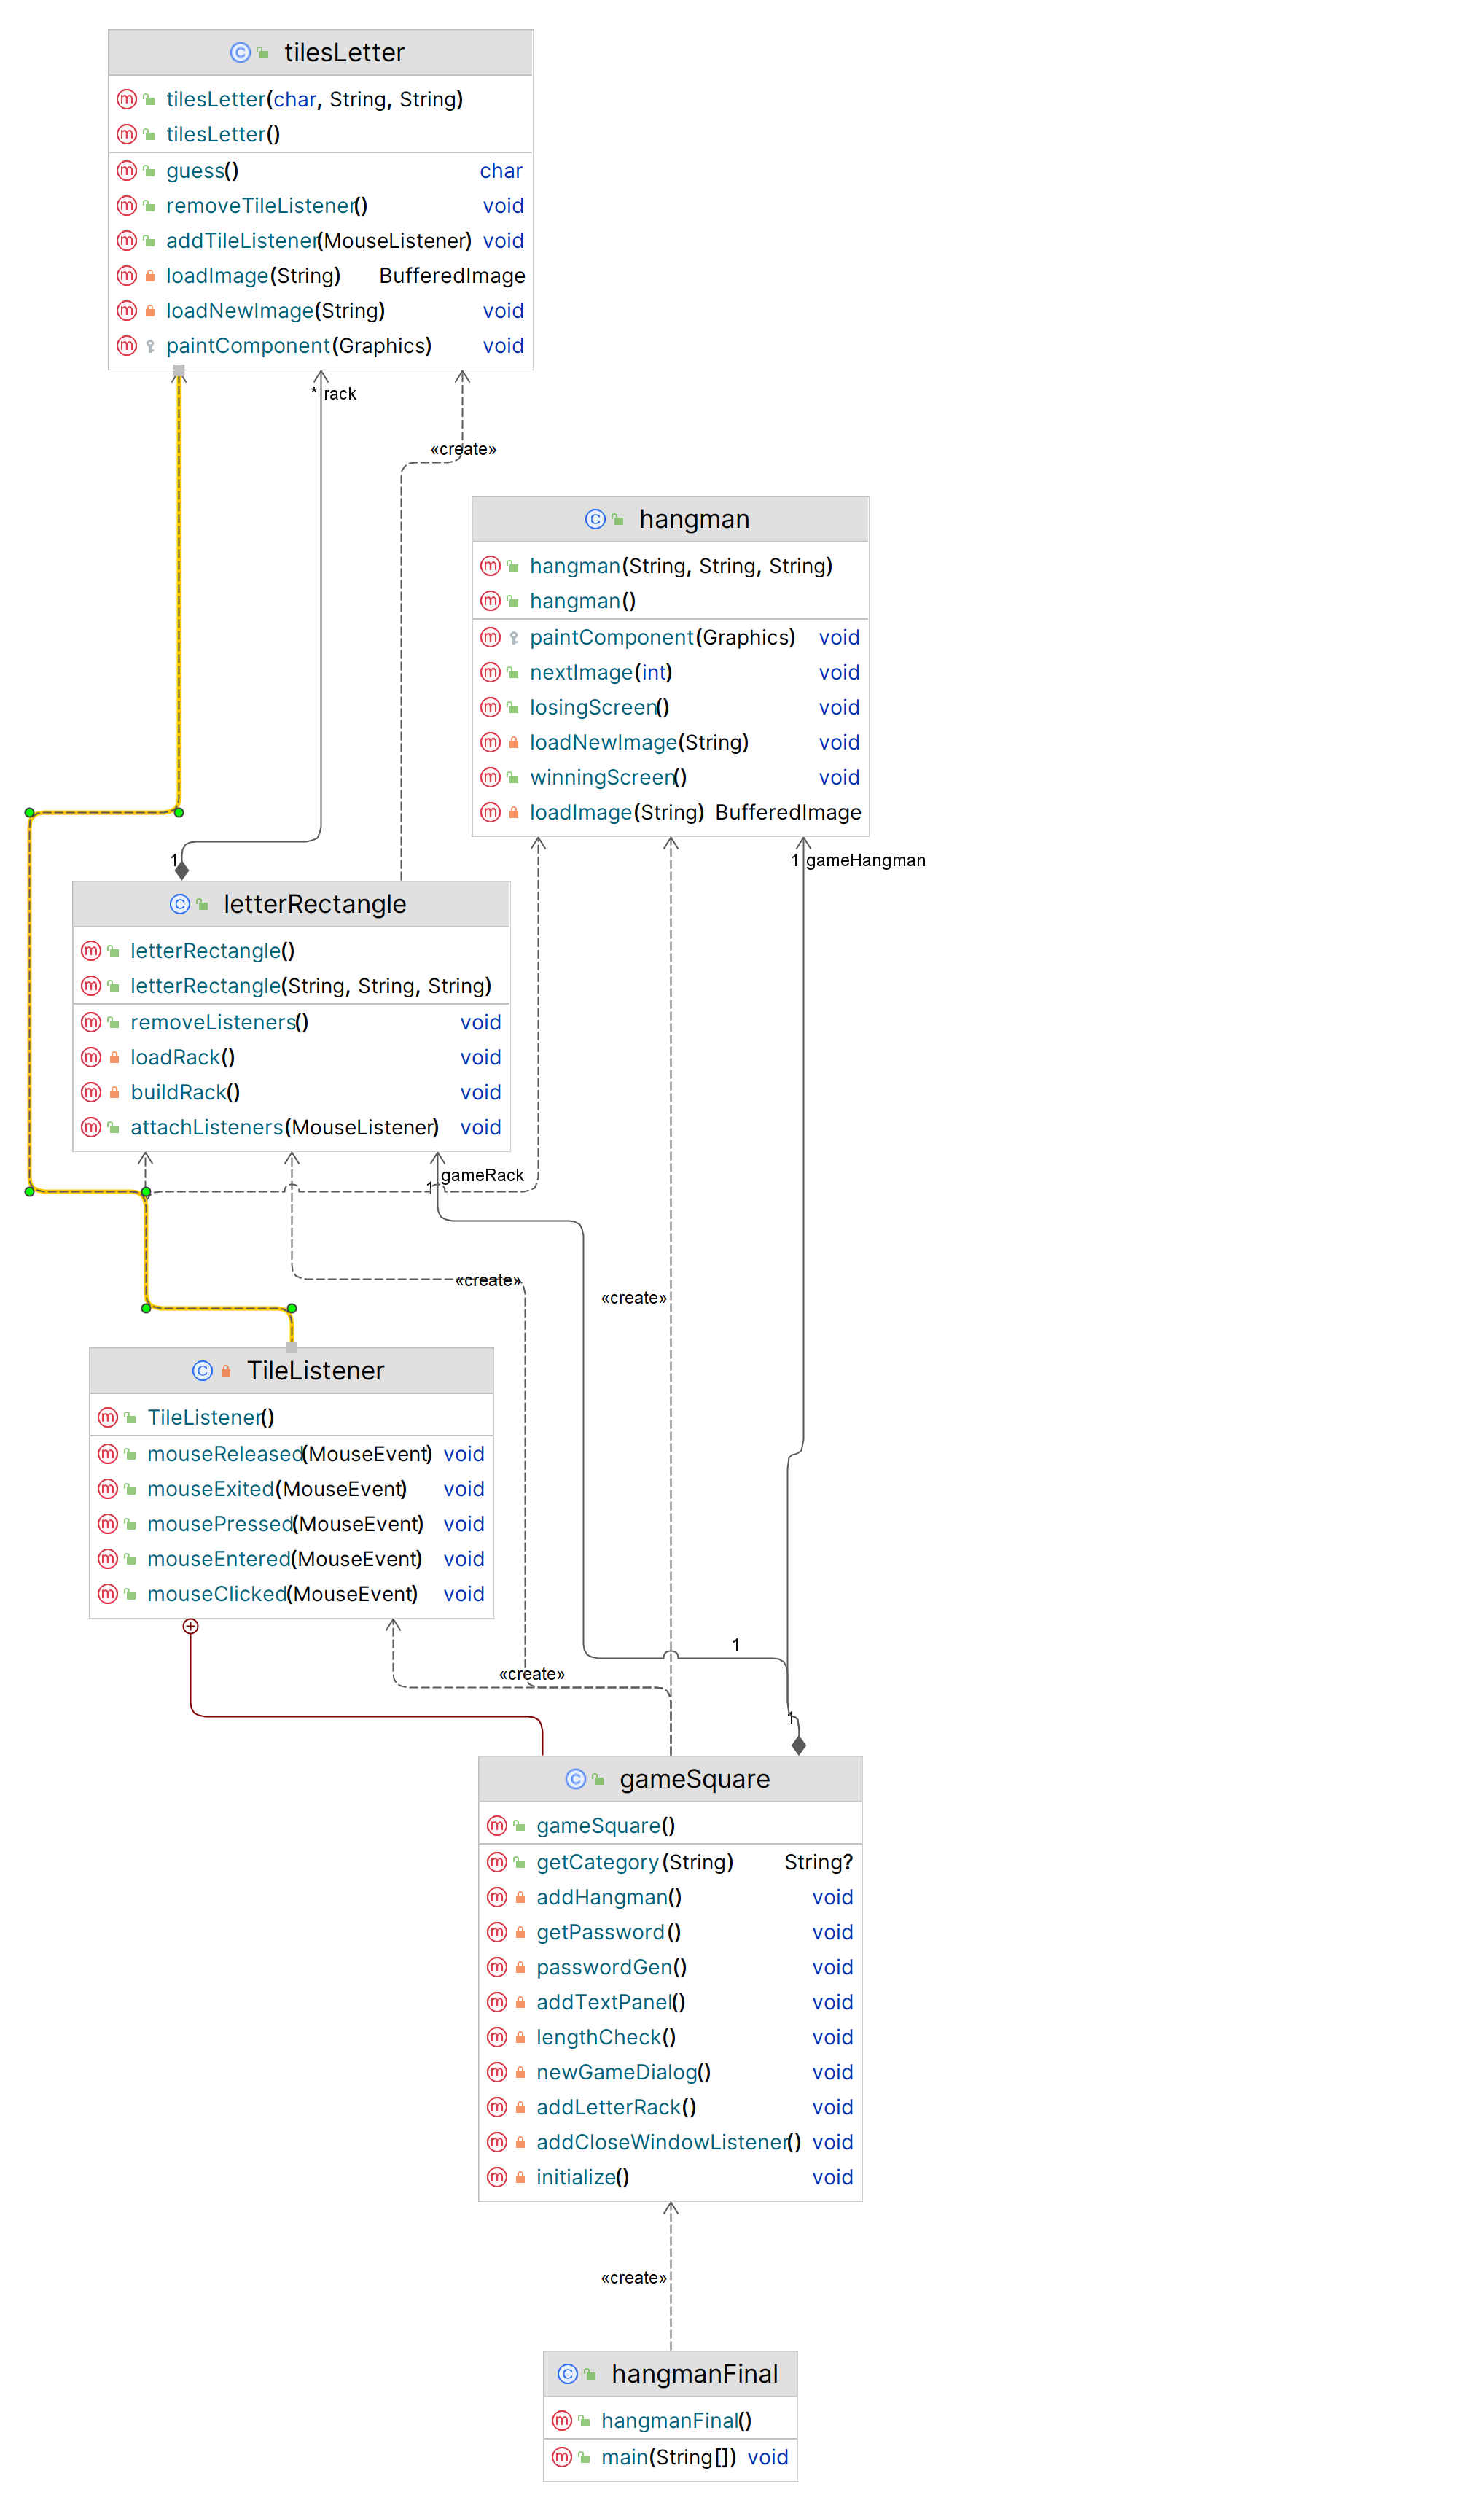 tilesLetter
tilesLetter(char, String, String)
tilesLetter()
guess() char
removeTileListener() void
addTileListener(MouseListener) void
loadImage(String) BufferedImage
loadNewImage(String) void
paintComponent(Graphics) void
* rack
«create»
hangman
hangman(String, String, String)
hangman()
paintComponent(Graphics) void
nextImage(int) void
losingScreen() void
loadNewImage(String) void
winningScreen() void
loadImage(String) BufferedImage
1
1 gameHangman
letterRectangle
letterRectangle()
letterRectangle(String, String, String)
removeListeners() void
loadRack() void
buildRack() void
attachListeners(MouseListener) void
gameRack
1
«create»
«create»
TileListener
TileListener()
mouseReleased(MouseEvent) void
mouseExited(MouseEvent) void
mousePressed(MouseEvent) void
mouseEntered(MouseEvent) void
mouseClicked(MouseEvent) void
1
«create»
1
gameSquare
gameSquare()
getCategory(String) String?
addHangman() void
getPassword() void
passwordGen() void
addTextPanel() void
lengthCheck() void
newGameDialog() void
addLetterRack() void
addCloseWindowListener() void
initialize() void
«create»
hangmanFinal
hangmanFinal()
main(String[]) void